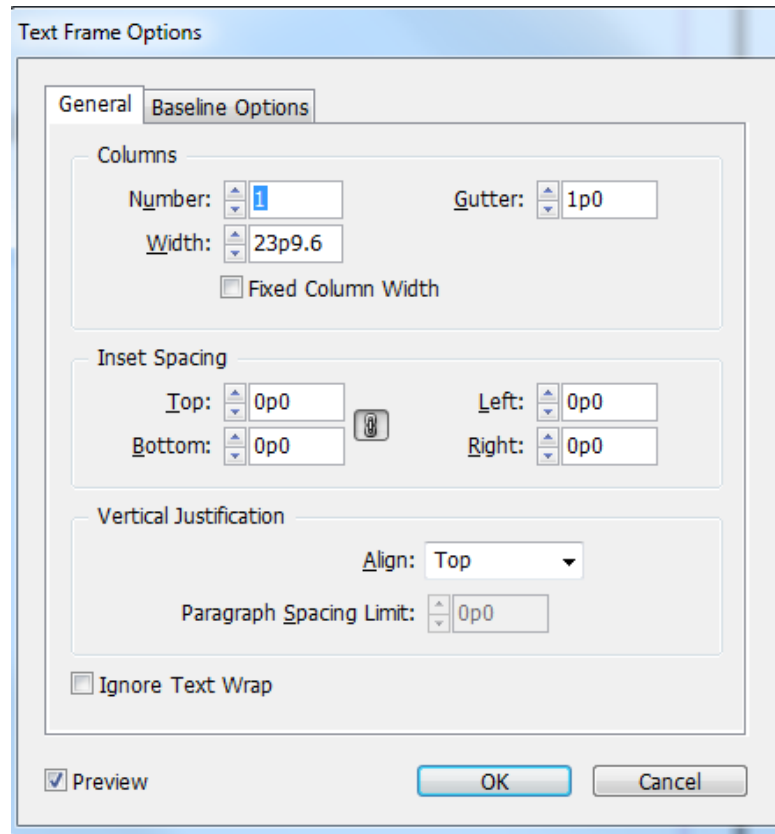 Text Frame Options
General Baseline Options
Columns
Number: 1 Gutter: 1p0
Width: 23p9.6
Fixed Column Width
Inset Spacing
Top: 0p0 Left: 0p0
Bottom: 0p0 Right: 0p0
Vertical Justification
Align: Top
Paragraph Spacing Limit: 0p0
Ignore Text Wrap
Preview OK Cancel